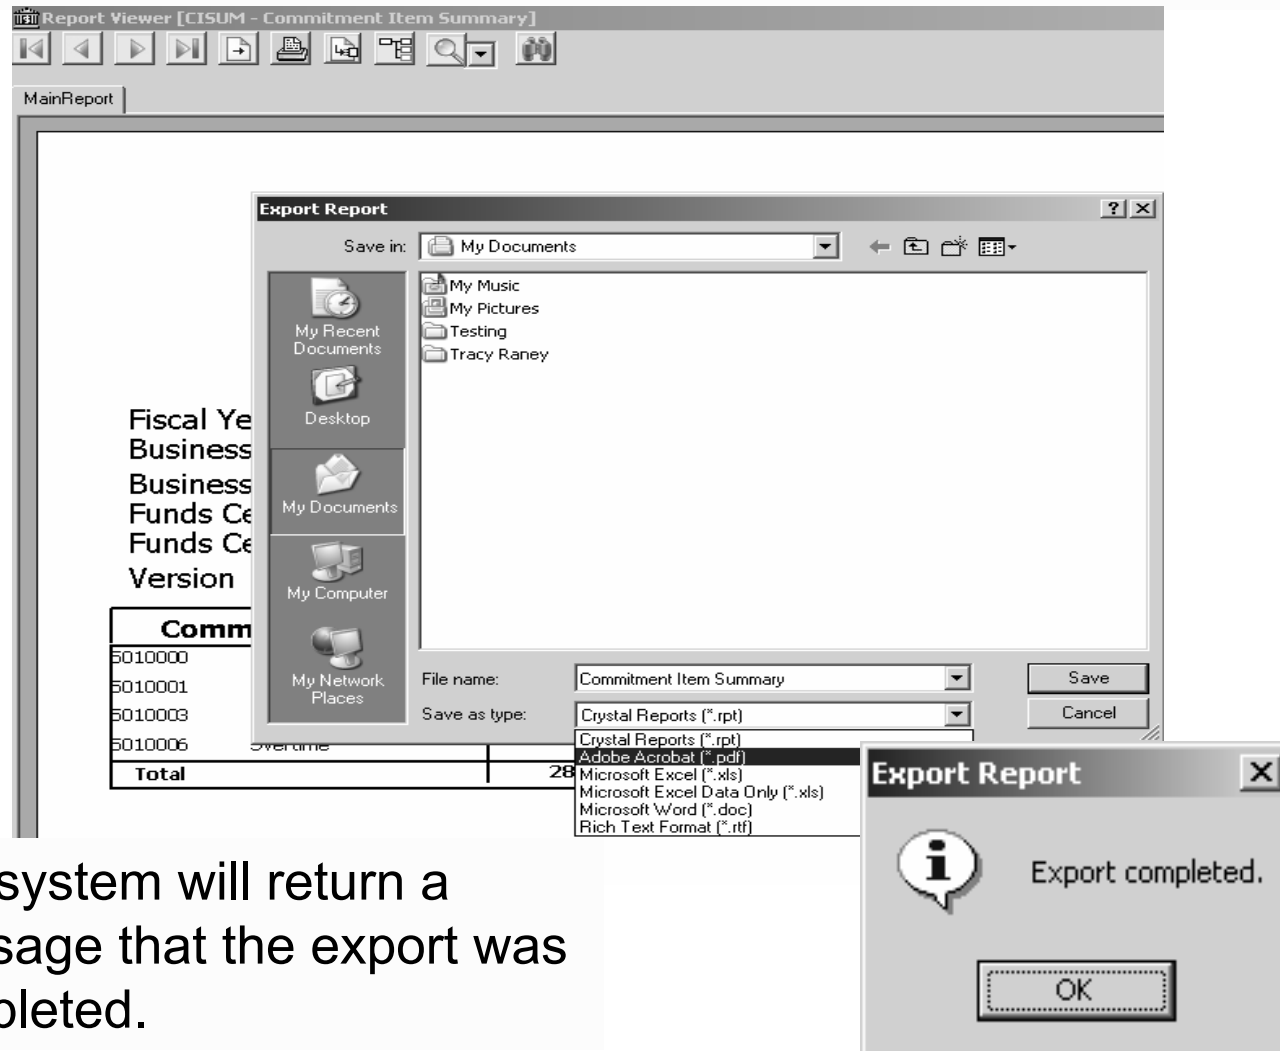 Report Viewer [CISUM - Commitment Item Summary]
MainReport
Export Report
Save in:
My Documents
My Music
My Pictures
Testing
Tracy Raney
My Recent
Documents
Desktop
My Documents
My Computer
My Network
Places
File name:
Commitment Item Summary
Save
Save as type:
Crystal Reports (*.rpt)
Cancel
Crystal Reports (*.rpt)
Adobe Acrobat (*.pdf)
Microsoft Excel (*.xls)
Microsoft Excel Data Only (*.xls)
Microsoft Word (*.doc)
Rich Text Format (*.rtf)
Fiscal Ye
Business
Business
Funds Ce
Funds Ce
Version
Comm
5010000
5010001
5010003
5010006 Overtime
Total 28
Export Report
Export completed.
OK
system will return a
sage that the export was
pleted.